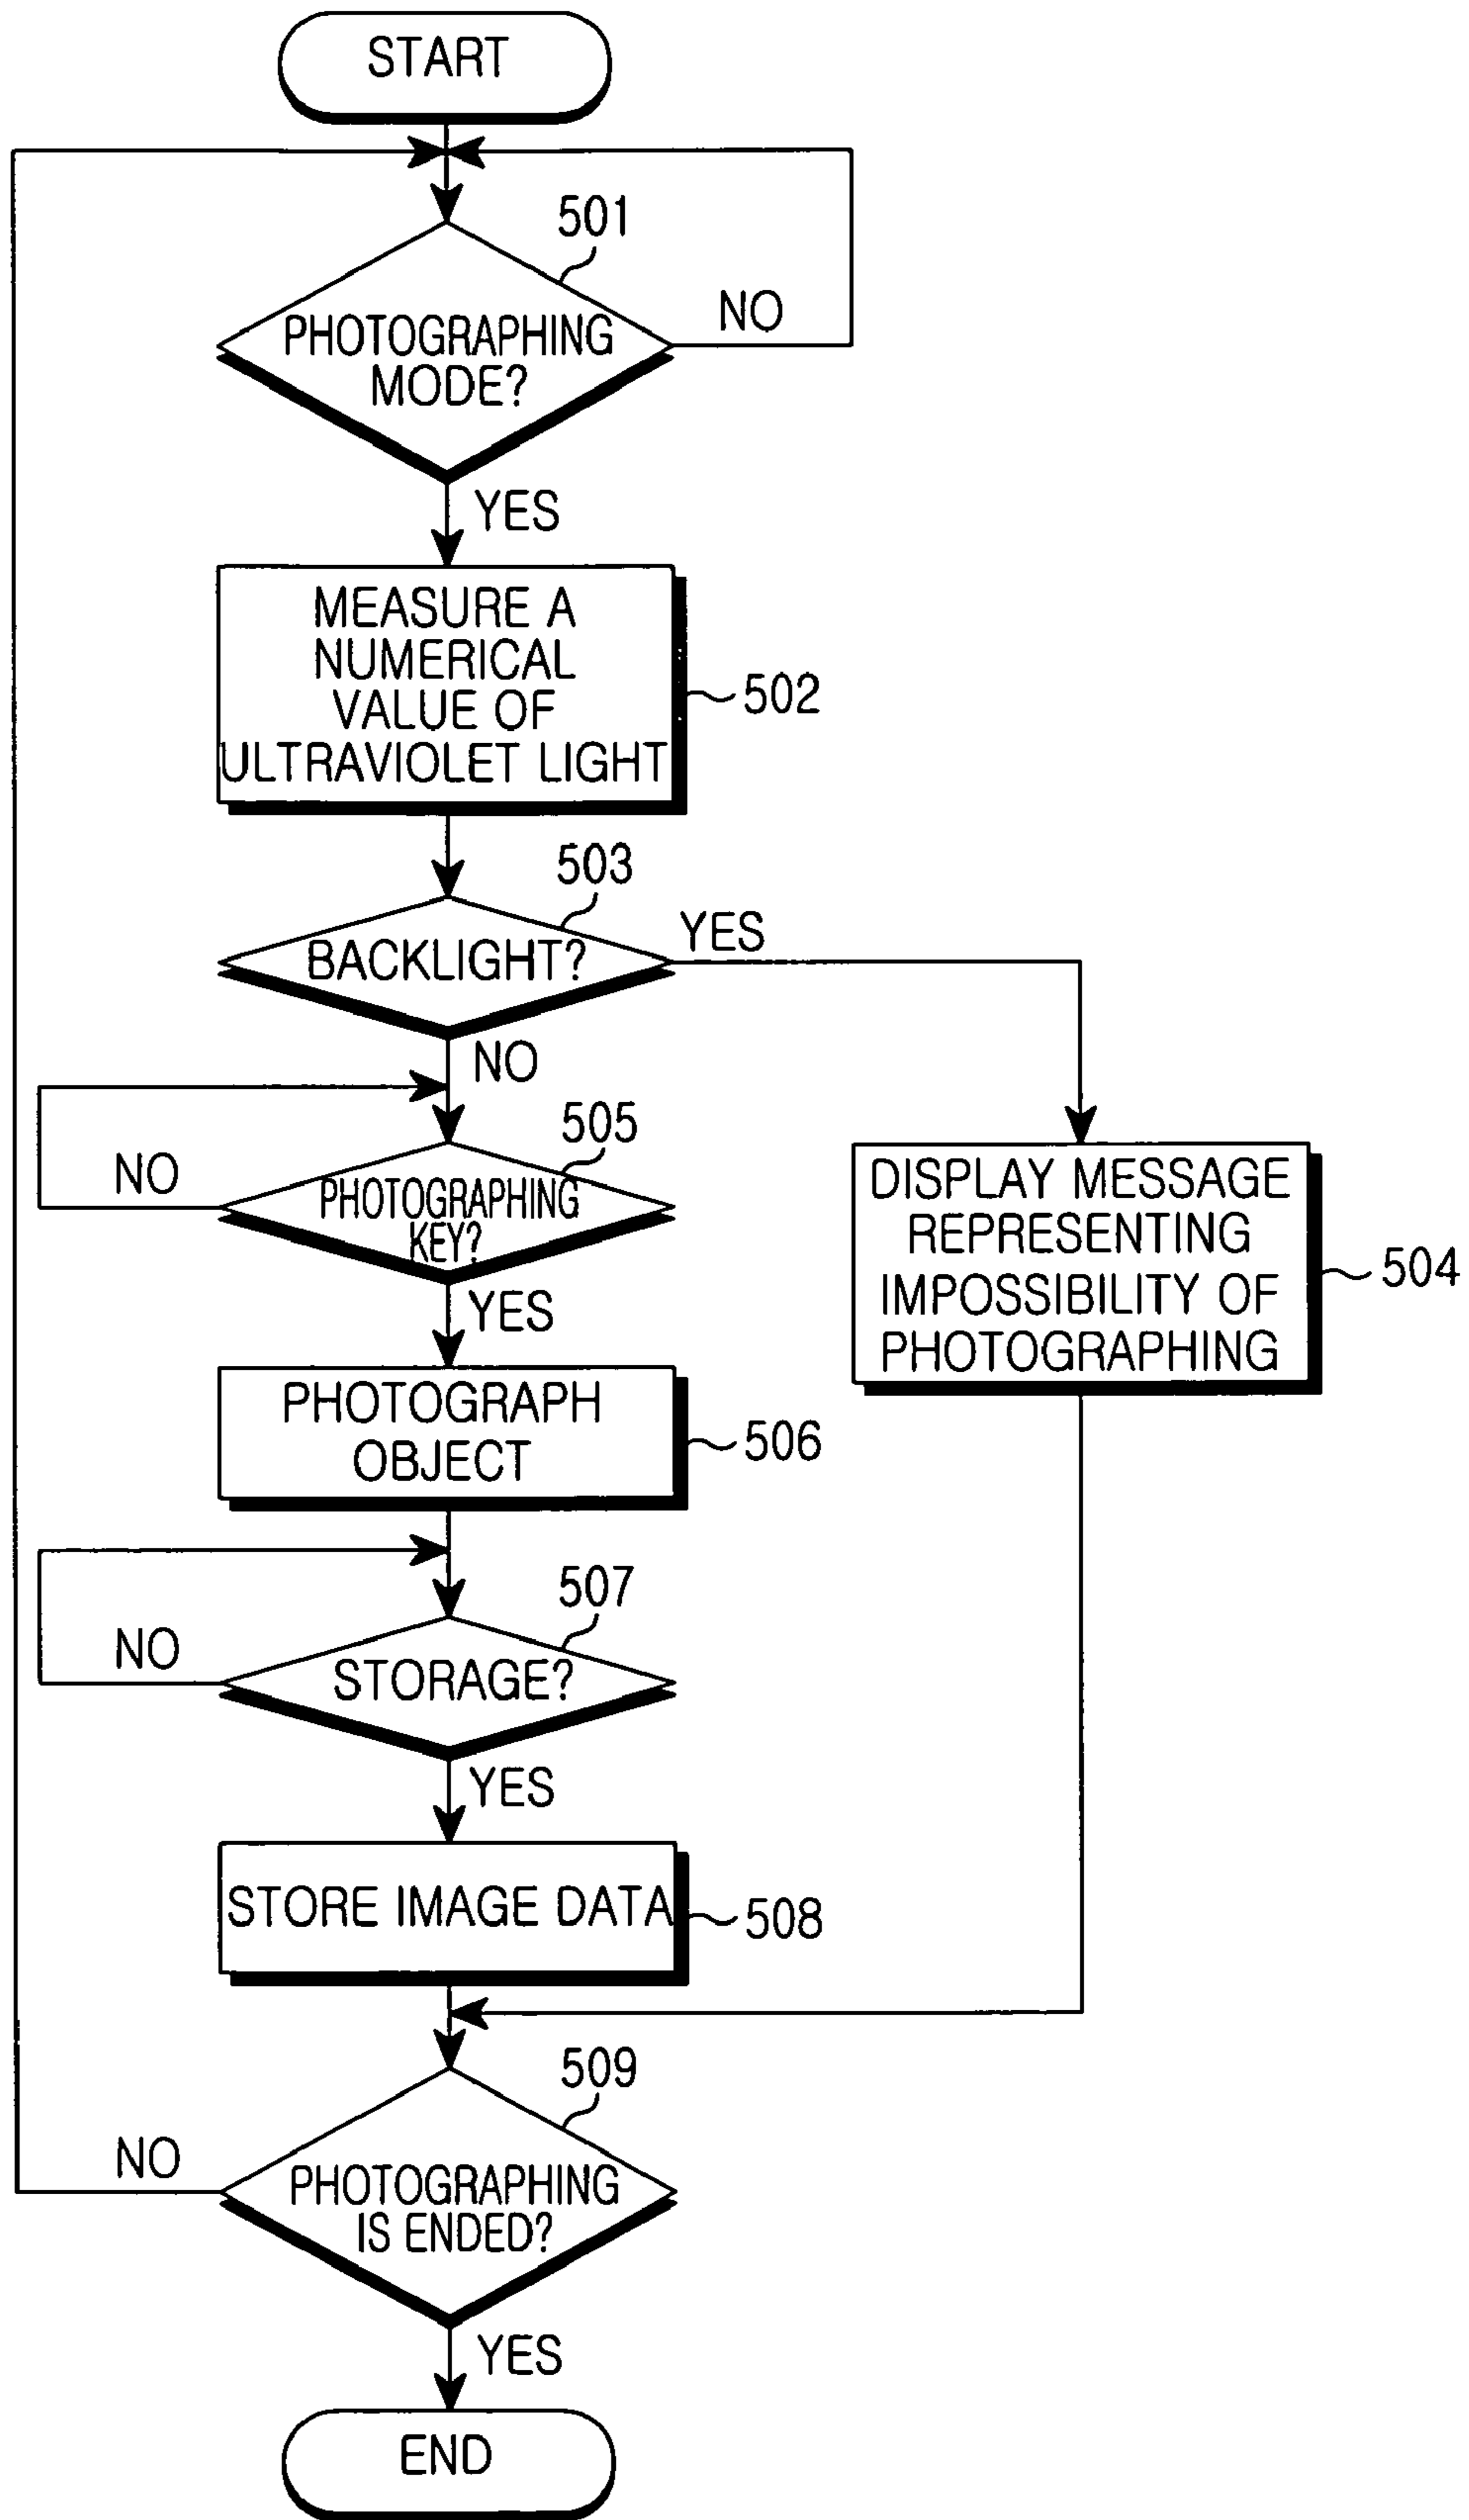 START
501
PHOTOGRAPHING
MODE?
NO
YES
MEASURE A
NUMERICAL
VALUE OF
ULTRAVIOLET LIGHT
502
503
BACKLIGHT?
YES
NO
505
PHOTOGRAPHING
KEY?
NO
YES
DISPLAY MESSAGE
REPRESENTING
IMPOSSIBILITY OF
PHOTOGRAPHING
504
PHOTOGRAPH
OBJECT
506
507
STORAGE?
NO
YES
STORE IMAGE DATA
508
509
PHOTOGRAPHING
IS ENDED?
NO
YES
END